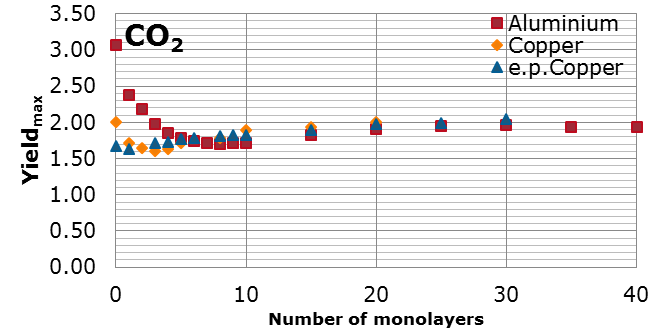 3.50
3.00
2.50
2.00
1.50
1.00
0.50
0.00
Yield_max
CO₂
Aluminium
Copper
e.p.Copper
0 10 20 30 40
Number of monolayers